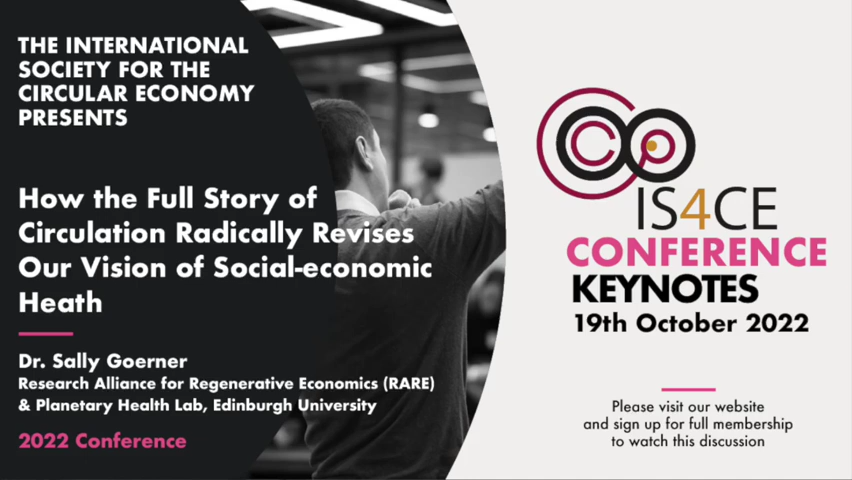 THE INTERNATIONAL
SOCIETY FOR THE
CIRCULAR ECONOMY
PRESENTS
How the Full Story of
Circulation Radically Revises
Our Vision of Social-economic
Heath
Dr. Sally Goerner
Research Alliance for Regenerative Economics (RARE)
& Planetary Health Lab, Edinburgh University
2022 Conference
IS4CE
CONFERENCE
KEYNOTES
19th October 2022
Please visit our website
and sign up for full membership
to watch this discussion